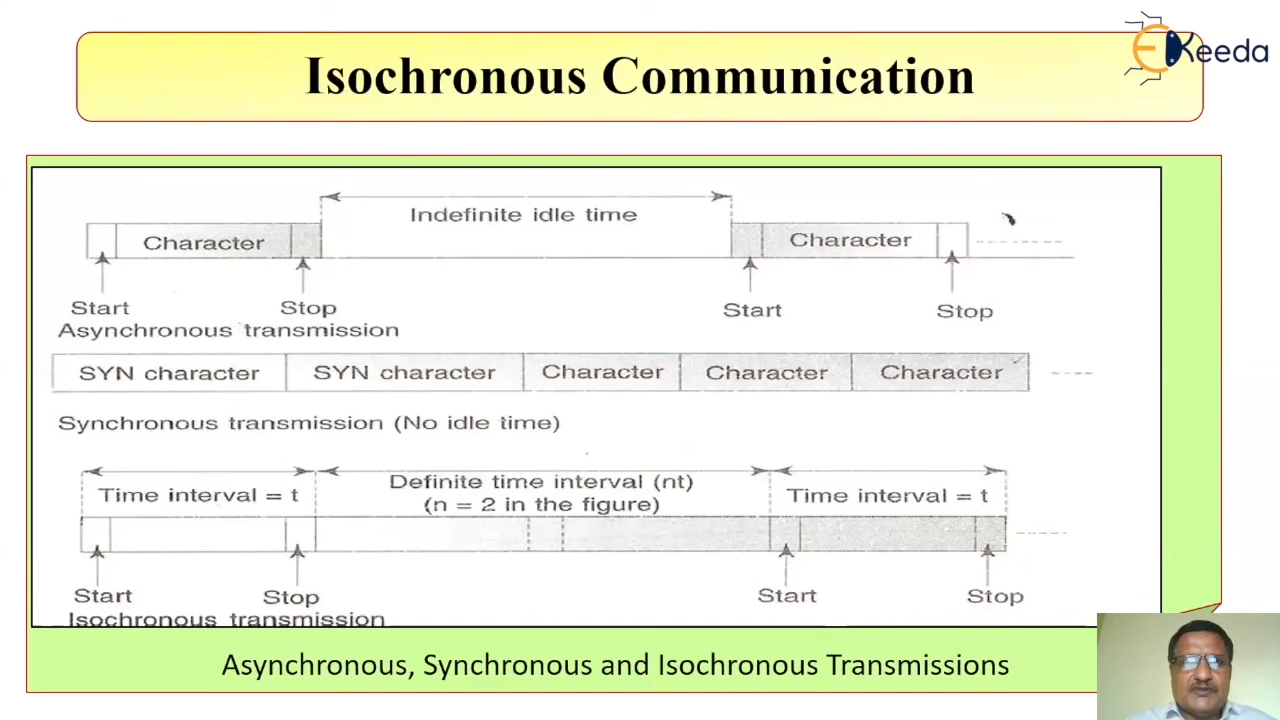 Isochronous Communication
EKeeda
Indefinite idle time
Character
Character
Start
Stop
Start
Stop
Asynchronous transmission
SYN character
SYN character
Character
Character
Character
Synchronous transmission (No idle time)
Time interval = t
Definite time interval (nt)
(n = 2 in the figure)
Time interval = t
Start
Stop
Start
Stop
Isochronous transmission
Asynchronous, Synchronous and Isochronous Transmissions